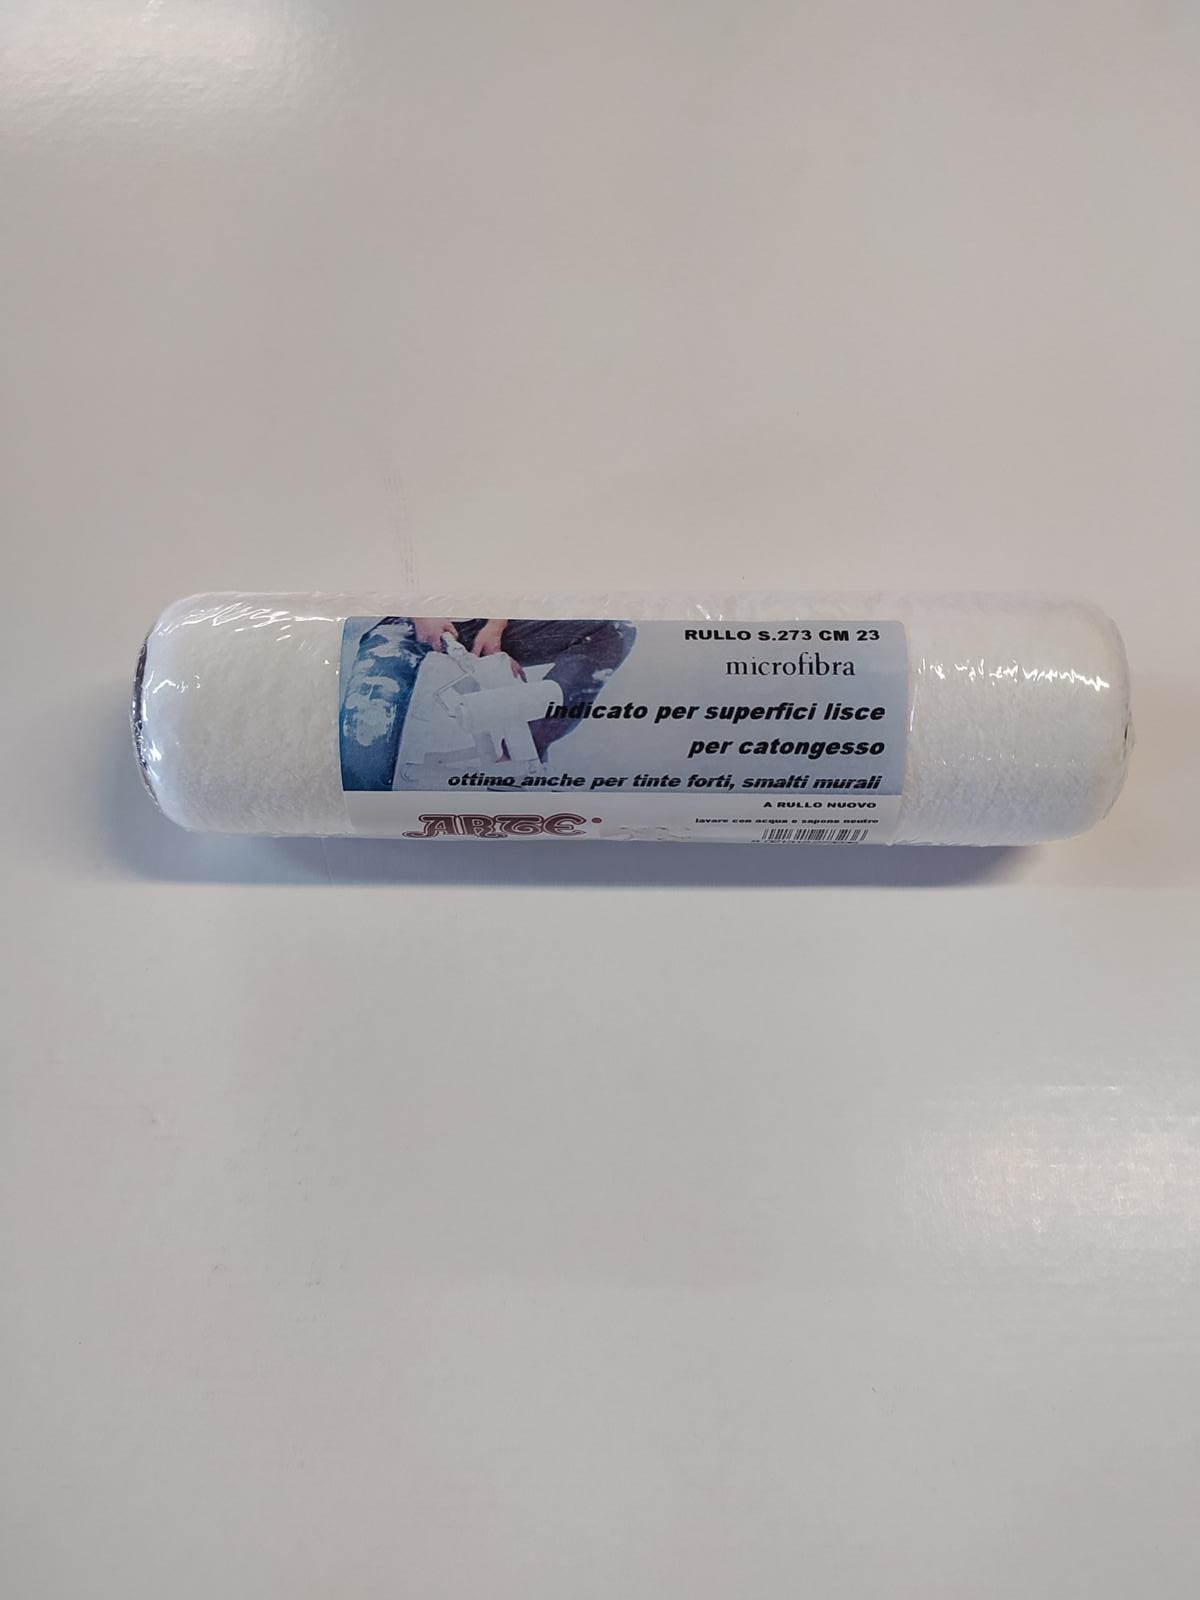 RULLO S.273 CM 23
microfibra
indicato per superfici lisce
per catongesso
ottimo anche per tinte forti, smalti murali
A RULLO NUOVO
lavare con acqua e sapone neutro
ARTE